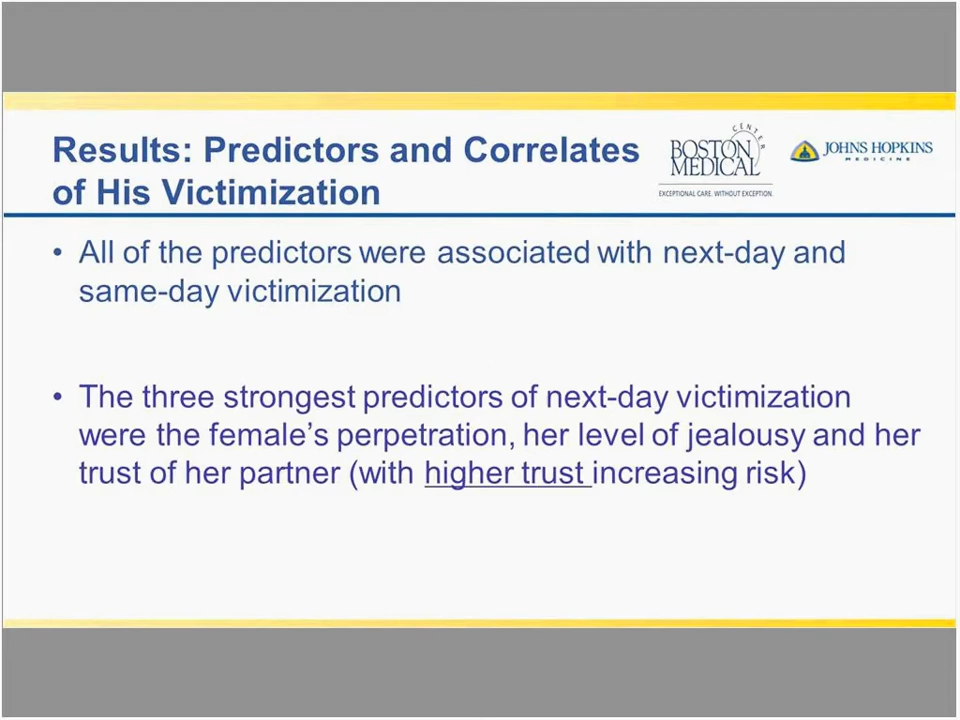 Results: Predictors and Correlates
of His Victimization
BOSTON
MEDICAL
CENTER
EXCEPTIONAL CARE. WITHOUT EXCEPTION.
JOHNS HOPKINS
MEDICINE
• All of the predictors were associated with next-day and
same-day victimization
• The three strongest predictors of next-day victimization
were the female’s perpetration, her level of jealousy and her
trust of her partner (with higher trust increasing risk)